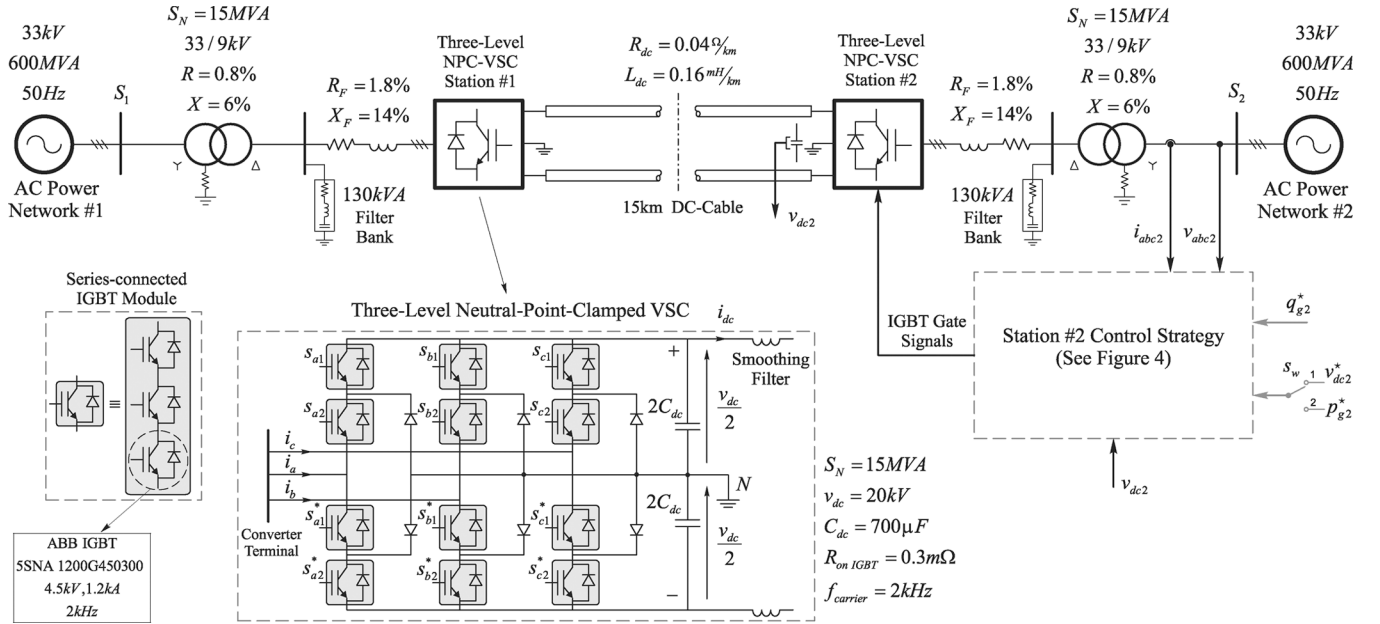 33kV
600MVA
50Hz
AC Power
Network #1
S₁
S_N = 15MVA
33 / 9kV
R = 0.8%
X = 6%
R_F = 1.8%
X_F = 14%
130kVA
Filter
Bank
Three-Level
NPC-VSC
Station #1
R_dc = 0.04 Ω/km
L_dc = 0.16 mH/km
15km DC-Cable
v_dc2
Three-Level
NPC-VSC
Station #2
R_F = 1.8%
X_F = 14%
130kVA
Filter
Bank
S_N = 15MVA
33 / 9kV
R = 0.8%
X = 6%
S₂
33kV
600MVA
50Hz
AC Power
Network #2
i_abc2
v_abc2
IGBT Gate
Signals
Station #2 Control Strategy
(See Figure 4)
q*_g2
s_w
1 v*_dc2
2 p*_g2
v_dc2
Series-connected
IGBT Module
≡
ABB IGBT
5SNA 1200G450300
4.5kV,1.2kA
2kHz
Three-Level Neutral-Point-Clamped VSC
i_dc
Smoothing
Filter
s_a1
s_b1
s_c1
s_a2
s_b2
s_c2
+
2C_dc
v_dc/2
i_c
i_a
i_b
N
Converter
Terminal
s*_a1
s*_b1
s*_c1
s*_a2
s*_b2
s*_c2
2C_dc
v_dc/2
−
S_N = 15MVA
v_dc = 20kV
C_dc = 700μF
R_on IGBT = 0.3mΩ
f_carrier = 2kHz